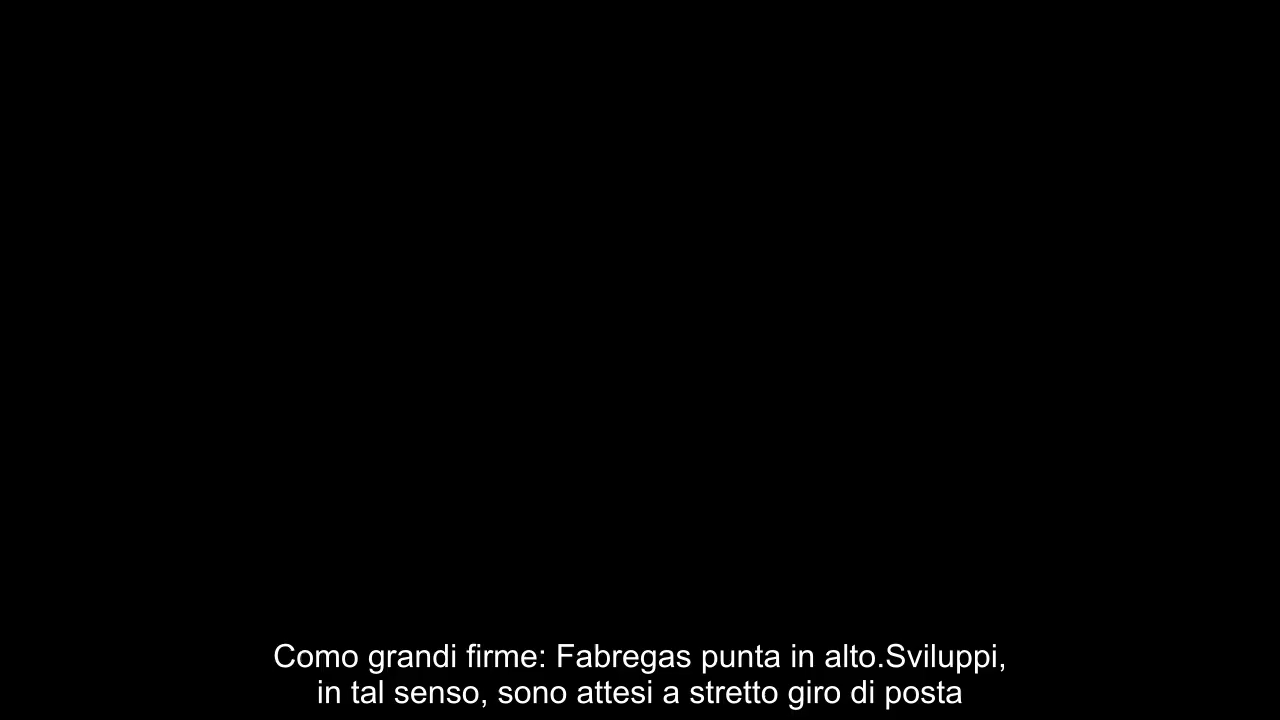 Como grandi firme: Fabregas punta in alto.Sviluppi,
in tal senso, sono attesi a stretto giro di posta